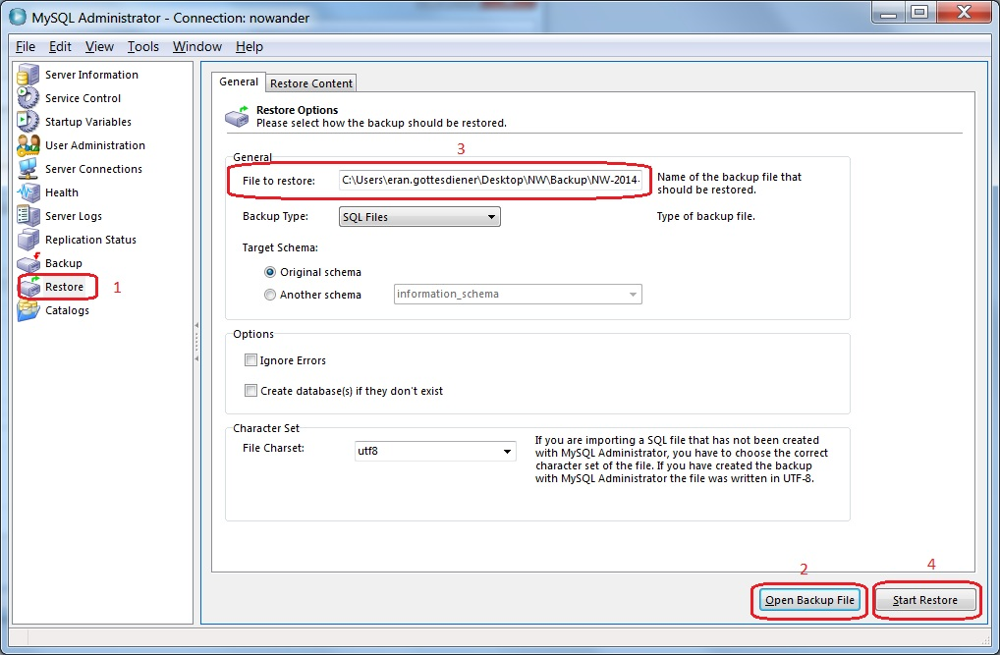 MySQL Administrator - Connection: nowander
File Edit View Tools Window Help
Server Information
Service Control
Startup Variables
User Administration
Server Connections
Health
Server Logs
Replication Status
Backup
Restore 1
Catalogs
General Restore Content
Restore Options
Please select how the backup should be restored.
3
General
File to restore: C:\Users\eran.gottesdiener\Desktop\NW\Backup\NW-2014- Name of the backup file that
should be restored.
Backup Type: SQL Files Type of backup file.
Target Schema:
Original schema
Another schema information_schema
Options
Ignore Errors
Create database(s) if they don't exist
Character Set
File Charset: utf8
If you are importing a SQL file that has not been created
with MySQL Administrator, you have to choose the correct
character set of the file. If you have created the backup
with MySQL Administrator the file was written in UTF-8.
2 4
Open Backup File Start Restore